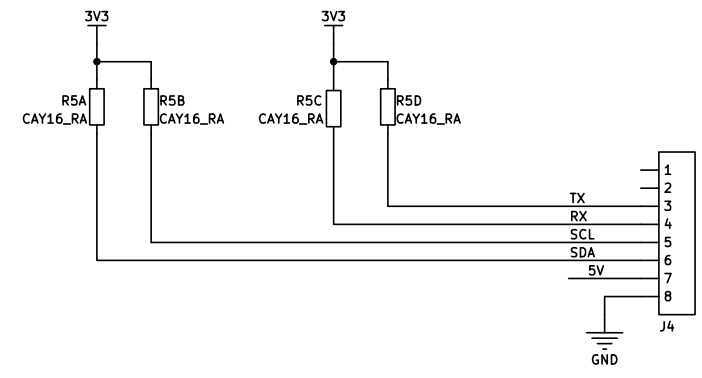 3V3
3V3
R5A
CAY16_RA
R5B
CAY16_RA
R5C
CAY16_RA
R5D
CAY16_RA
1
2
TX
3
RX
4
SCL
5
SDA
6
5V
7
8
J4
GND